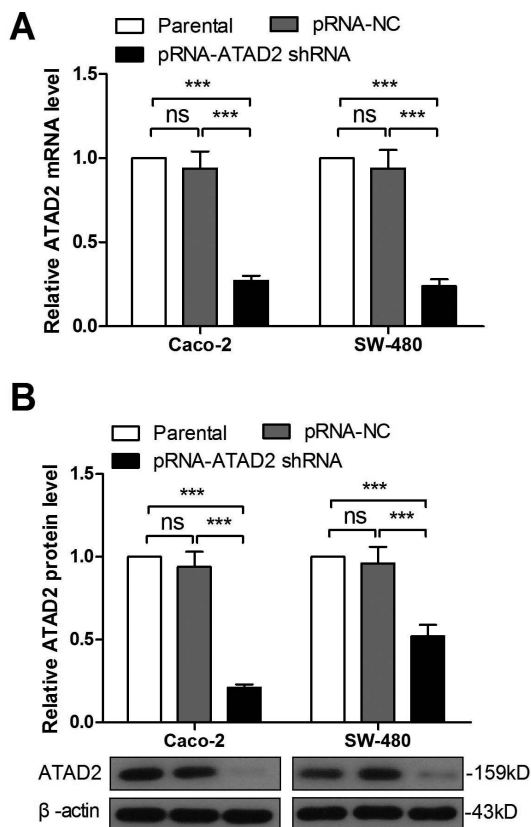 A
Parental
pRNA-NC
pRNA-ATAD2 shRNA
Relative ATAD2 mRNA level
1.5
1.0
0.5
0.0
***
ns
***
***
ns
***
Caco-2
SW-480
B
Parental
pRNA-NC
pRNA-ATAD2 shRNA
Relative ATAD2 protein level
1.5
1.0
0.5
0.0
***
ns
***
***
ns
***
Caco-2
SW-480
ATAD2
-159kD
β -actin
-43kD